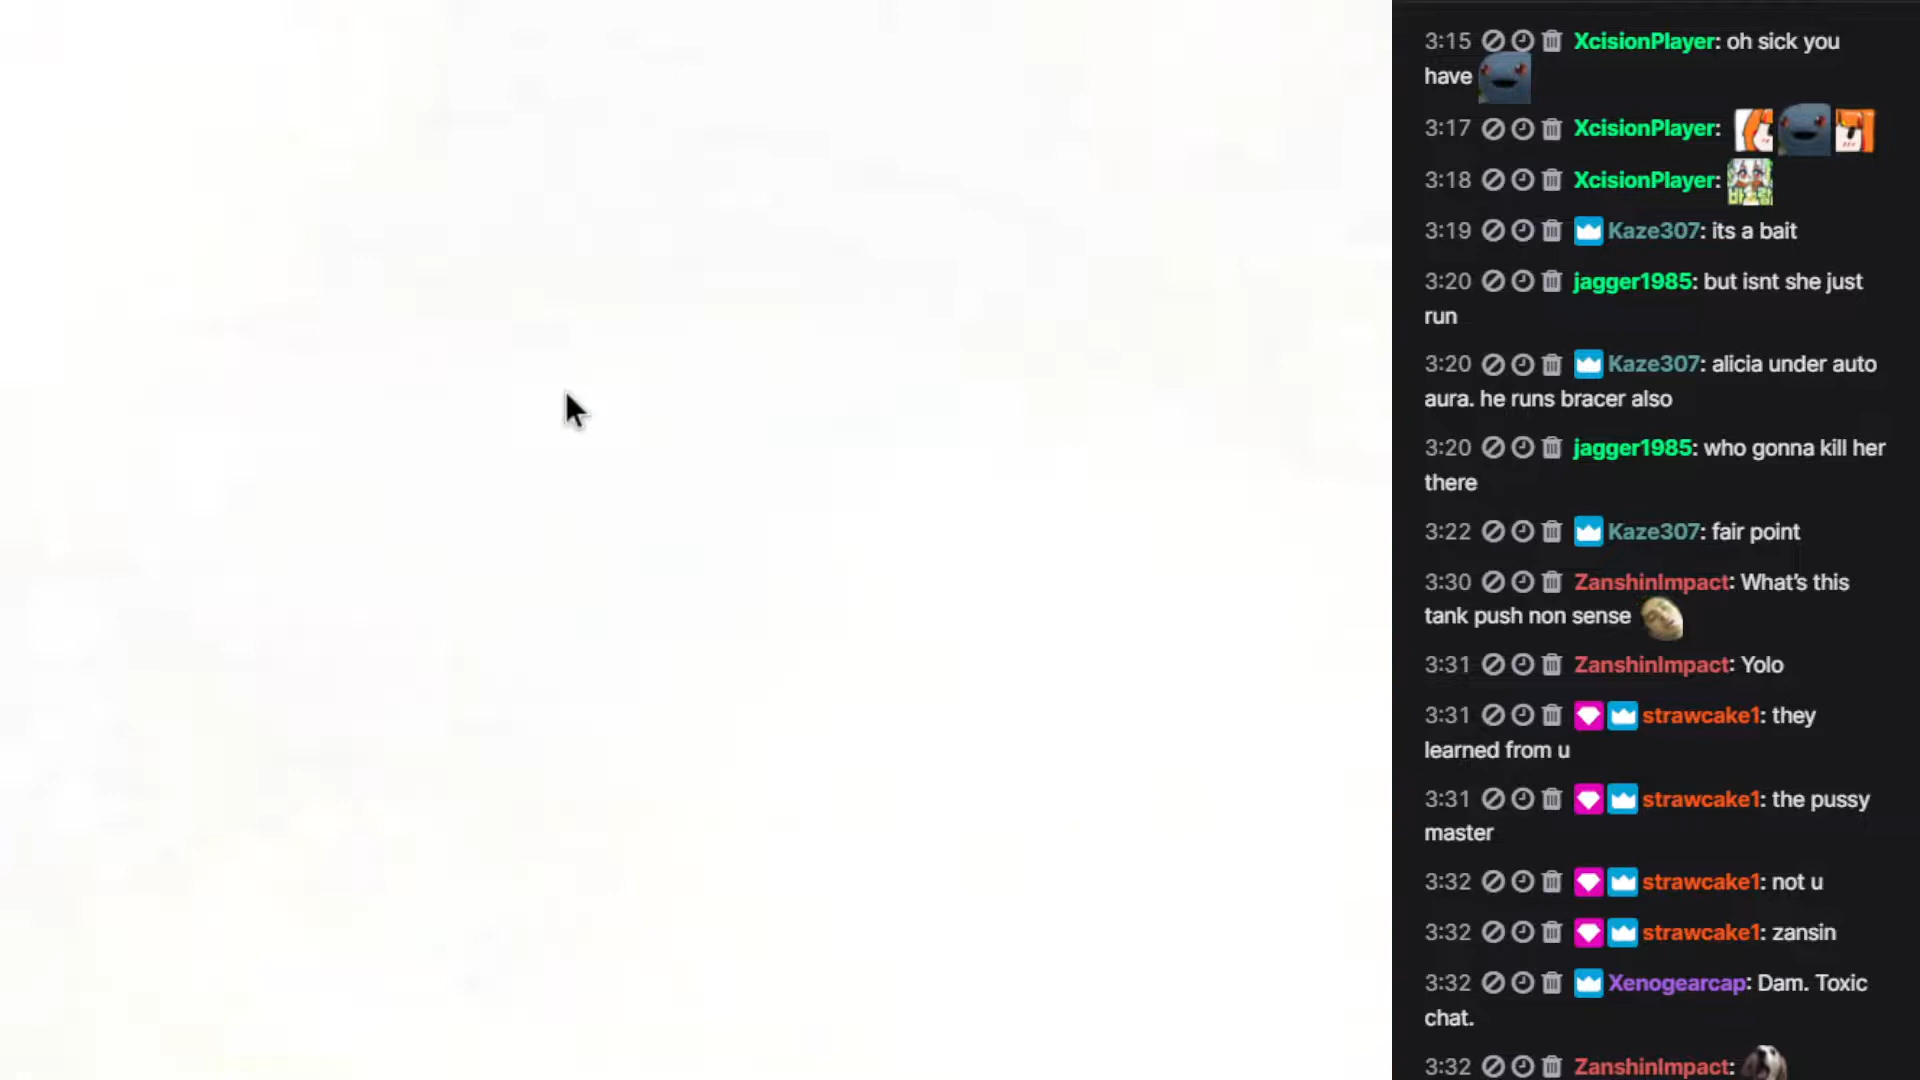 3:15 XcisionPlayer: oh sick you
have
3:17 XcisionPlayer:
3:18 XcisionPlayer:
3:19 Kaze307: its a bait
3:20 jagger1985: but isnt she just
run
3:20 Kaze307: alicia under auto
aura. he runs bracer also
3:20 jagger1985: who gonna kill her
there
3:22 Kaze307: fair point
3:30 ZanshinImpact: What's this
tank push non sense
3:31 ZanshinImpact: Yolo
3:31 strawcake1: they
learned from u
3:31 strawcake1: the pussy
master
3:32 strawcake1: not u
3:32 strawcake1: zansin
3:32 Xenogearcap: Dam. Toxic
chat.
3:32 ZanshinImpact: